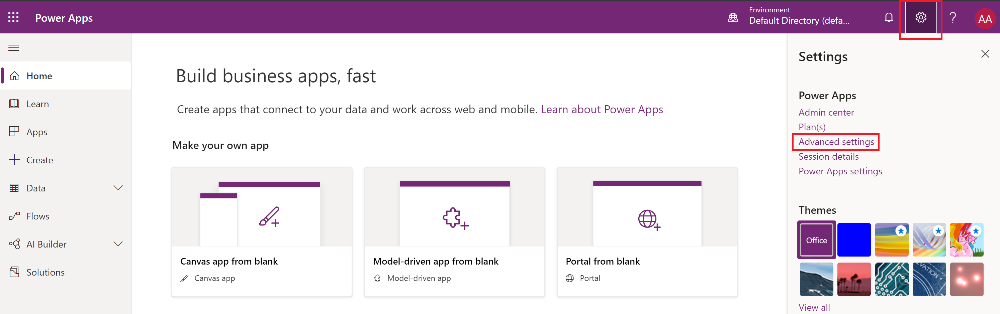 Power Apps
Environment
Default Directory (defa...
AA
Home
Learn
Apps
Create
Data
Flows
AI Builder
Solutions
Build business apps, fast
Create apps that connect to your data and work across web and mobile. Learn about Power Apps
Make your own app
Canvas app from blank
Canvas app
Model-driven app from blank
Model-driven app
Portal from blank
Portal
Settings
Power Apps
Admin center
Plan(s)
Advanced settings
Session details
Power Apps settings
Themes
Office
View all